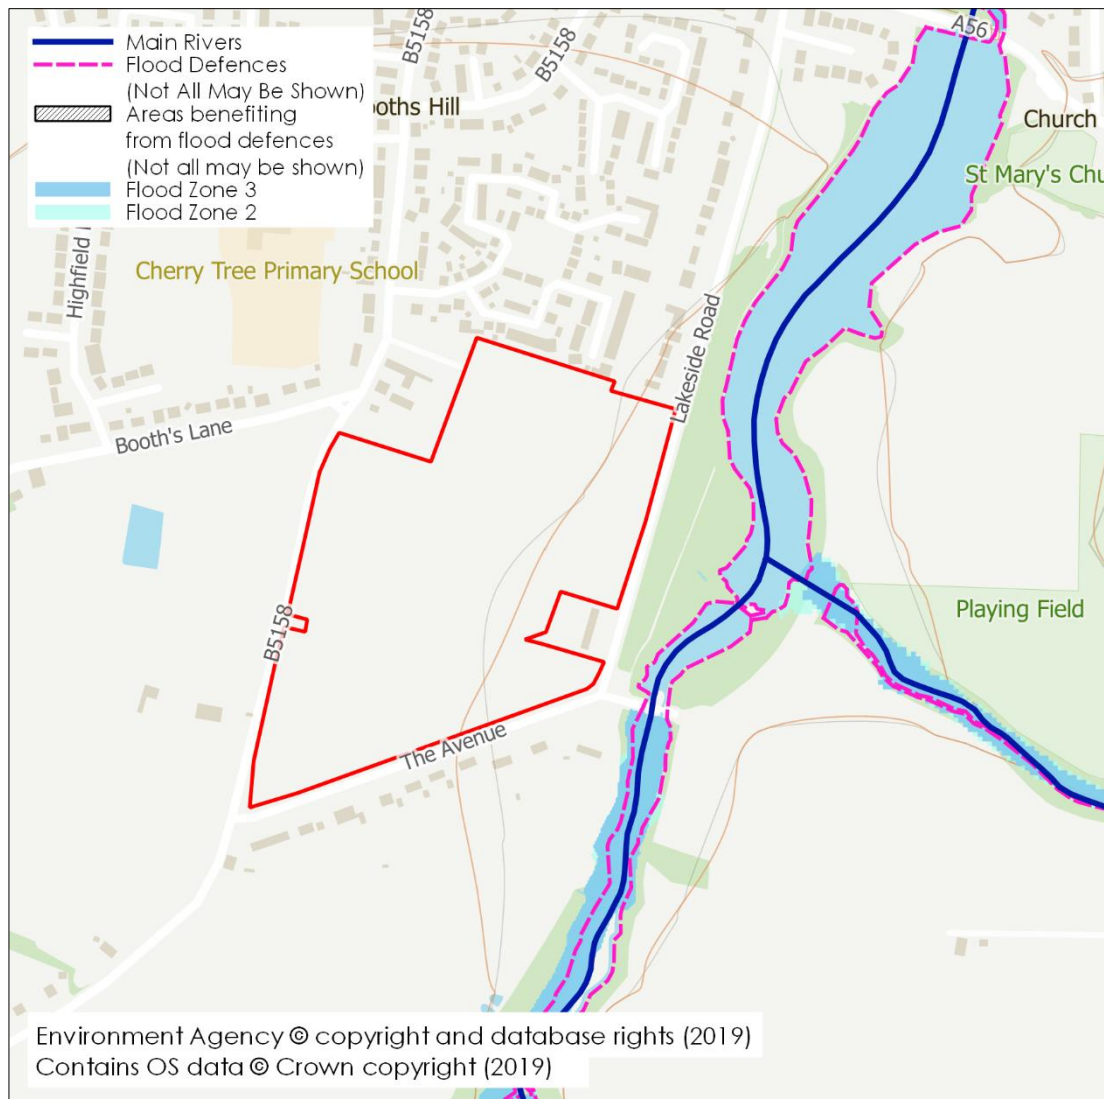 Main Rivers
Flood Defences
(Not All May Be Shown)
Areas benefiting
from flood defences
(Not all may be shown)
Flood Zone 3
Flood Zone 2
B5158
B5158
A56
ooths Hill
Church
St Mary's Chu
Highfield
Cherry Tree Primary School
Lakeside Road
Booth's Lane
B5158
Playing Field
The Avenue
Environment Agency © copyright and database rights (2019)
Contains OS data © Crown copyright (2019)